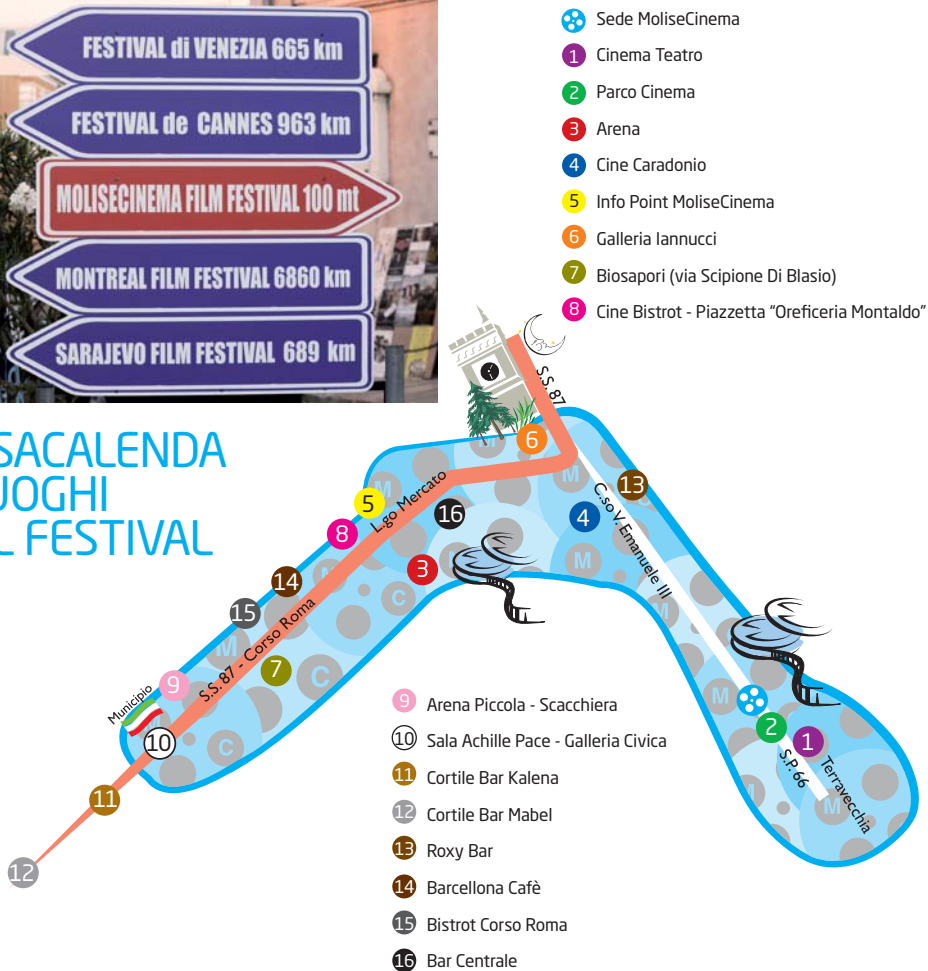 FESTIVAL di VENEZIA 665 km
FESTIVAL de CANNES 963 km
MOLISECINEMA FILM FESTIVAL 100 mt
MONTREAL FILM FESTIVAL 6860 km
SARAJEVO FILM FESTIVAL 689 km
Sede MoliseCinema
1 Cinema Teatro
2 Parco Cinema
3 Arena
4 Cine Caradonio
5 Info Point MoliseCinema
6 Galleria Iannucci
7 Biosapori (via Scipione Di Blasio)
8 Cine Bistrot - Piazzetta “Oreficeria Montaldo”
SACALENDA
UOGHI
L FESTIVAL
S.S. 87
6
M
M
M
13
5
L.go Mercato
16
4
C.so V. Emanuele III
8
3
M
14
M
C
M
15
S.S. 87 - Corso Roma
M
7
C
9
Municipio
M
10
C
2
1
S.P. 66
Terravecchia
M
M
11
12
9 Arena Piccola - Scacchiera
10 Sala Achille Pace - Galleria Civica
11 Cortile Bar Kalena
12 Cortile Bar Mabel
13 Roxy Bar
14 Barcellona Cafè
15 Bistrot Corso Roma
16 Bar Centrale